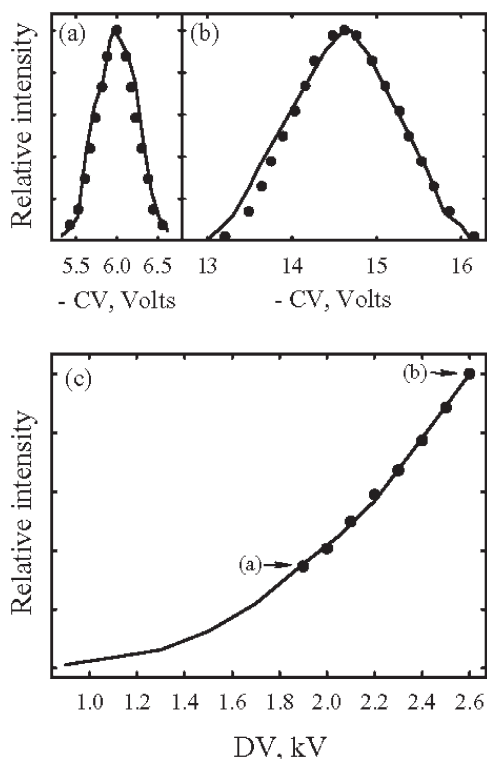 (a)
(b)
Relative intensity
5.5 6.0 6.5
13 14 15 16
- CV, Volts
- CV, Volts
(c)
(b)
(a)
Relative intensity
1.0 1.2 1.4 1.6 1.8 2.0 2.2 2.4 2.6
DV, kV